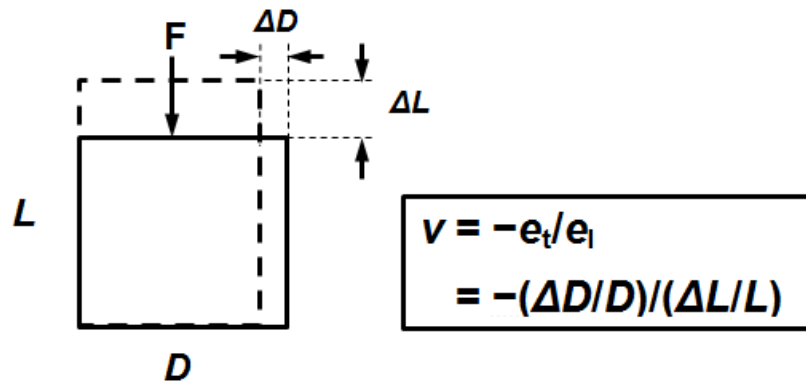 ΔD
F
ΔL
L
v = −eₜ/eₗ
= −(ΔD/D)/(ΔL/L)
D